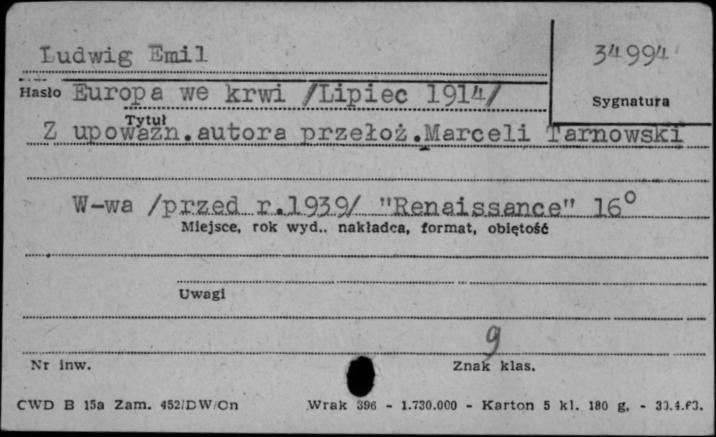 Ludwig Emil 34994
Hasło Europa we krwi /Lipiec 1914/ Sygnatura
Tytuł
Z upoważn.autora przełoż.Marceli Tarnowski
W-wa /przed r.1939/ "Renaissance" 16°
Miejsce, rok wyd., nakładca, format, objętość
Uwagi
9
Nr inw. Znak klas.
CWD B 15a Zam. 452/DW/Cn Wrak 396 - 1.730.000 - Karton 5 kl. 180 g. - 30.4.63.